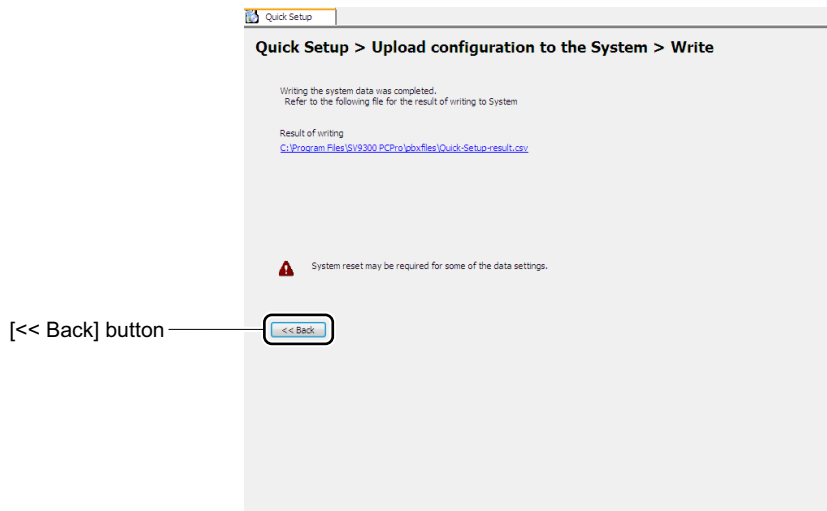 Quick Setup
Quick Setup > Upload configuration to the System > Write
Writing the system data was completed.
Refer to the following file for the result of writing to System
Result of writing
C:\Program Files\SV9300 PCPro\pbxfiles\Quick-Setup-result.csv
System reset may be required for some of the data settings.
[<< Back] button
<< Back